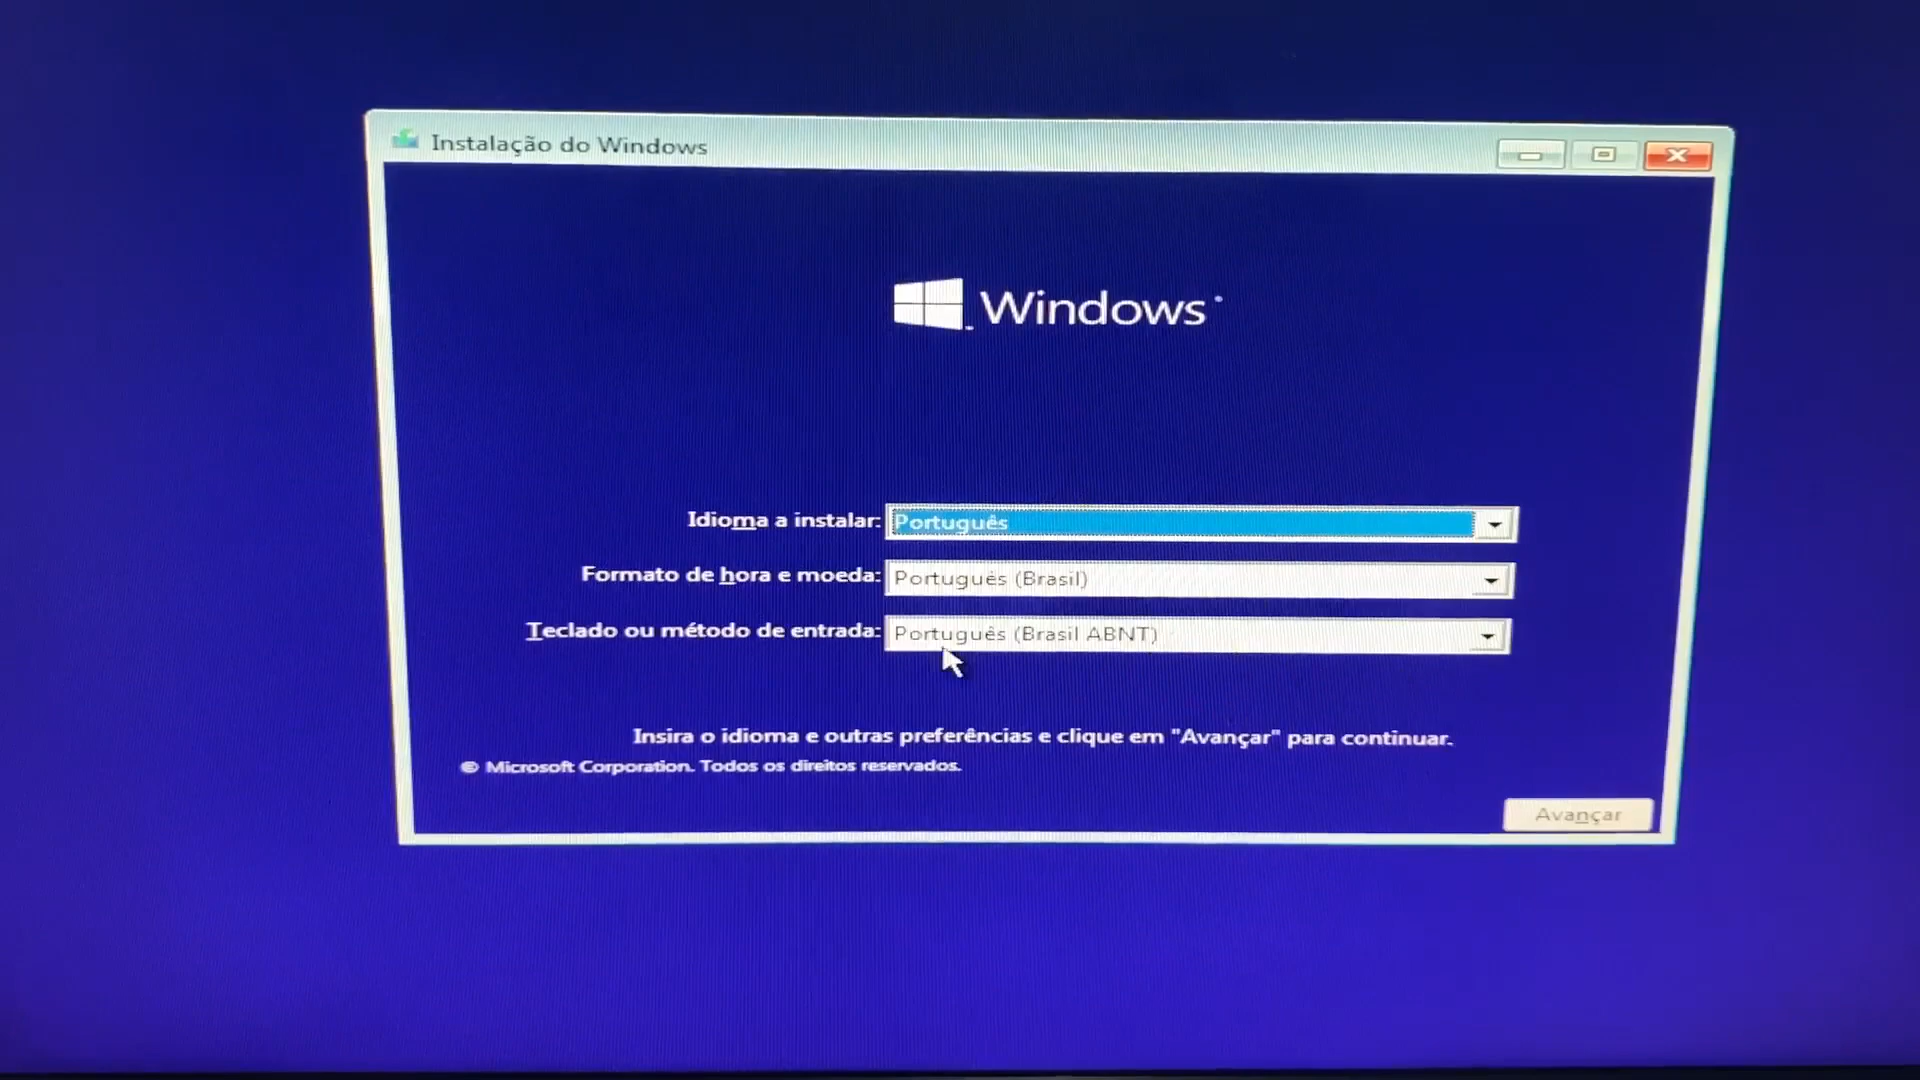 Instalação do Windows
Windows
Idioma a instalar: Português
Formato de hora e moeda: Português (Brasil)
Teclado ou método de entrada: Português (Brasil ABNT)
Insira o idioma e outras preferências e clique em "Avançar" para continuar.
© Microsoft Corporation. Todos os direitos reservados.
Avançar